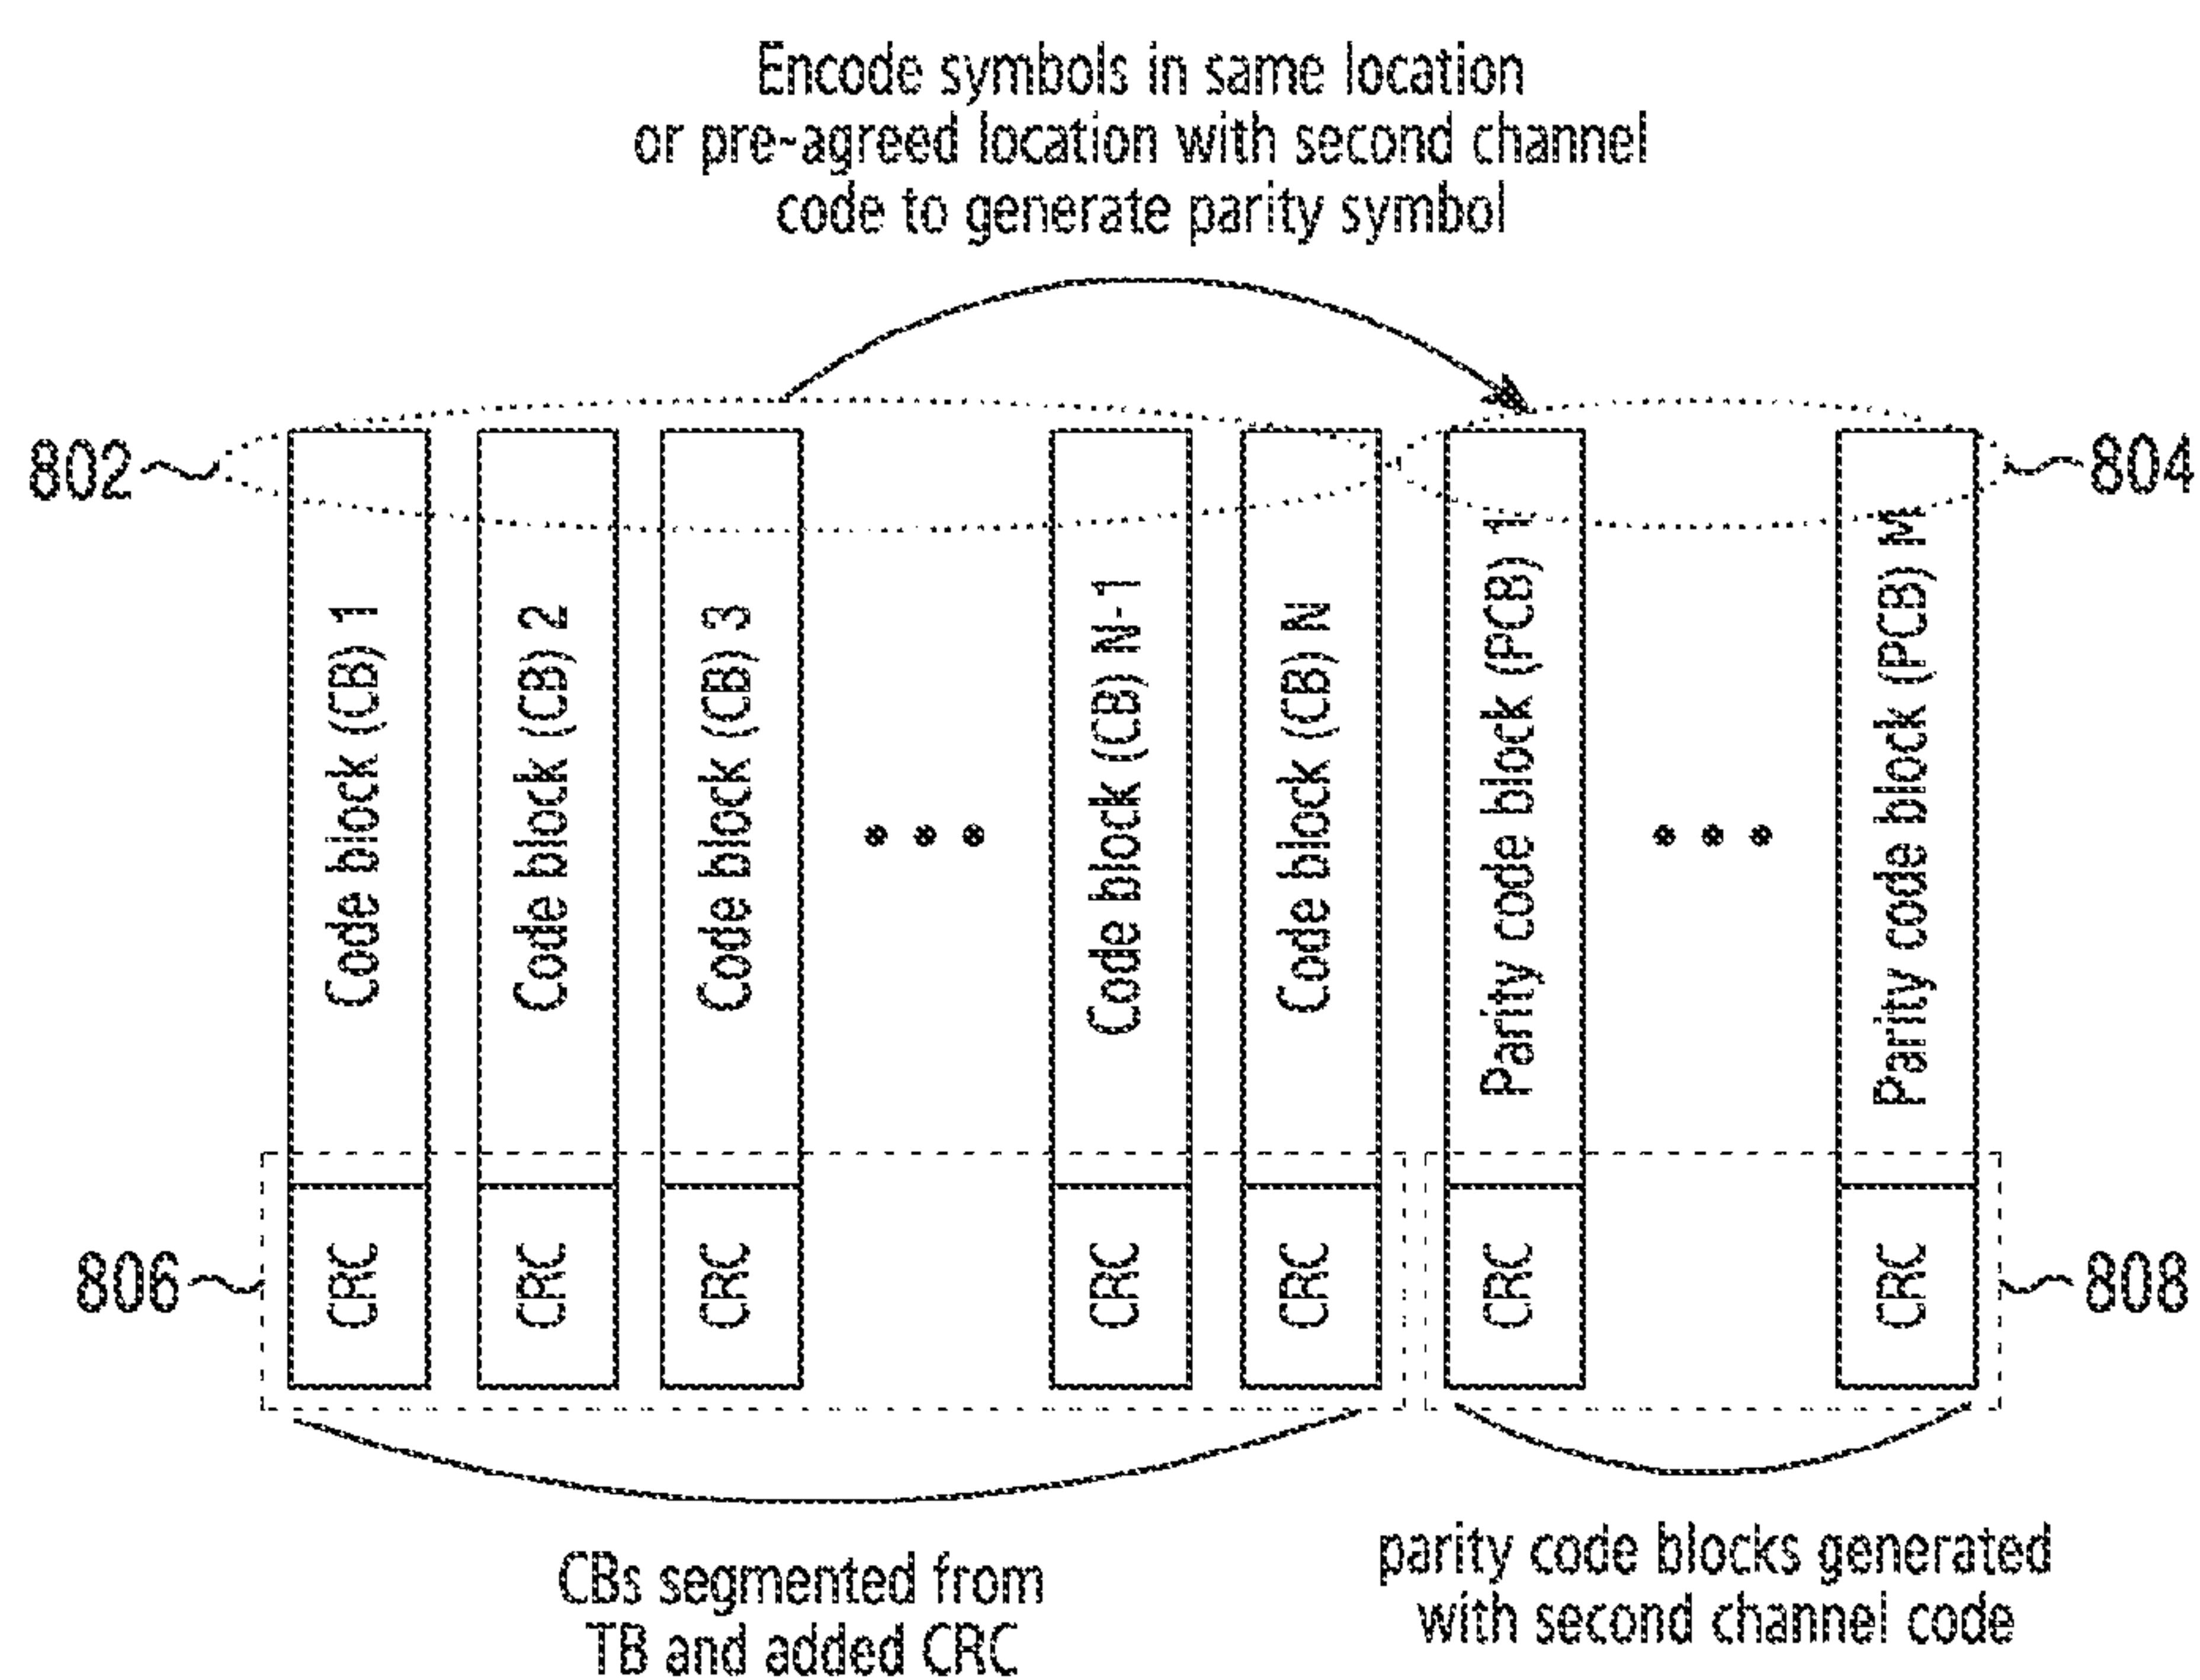 Encode symbols in same location
or pre-agreed location with second channel
code to generate parity symbol
802
804
Code block (CB) 1
Code block (CB) 2
Code block (CB) 3
Code block (CB) N-1
Code block (CB) N
Parity code block (PCB) 1
Parity code block (PCB) M
806
CRC
CRC
CRC
CRC
CRC
CRC
CRC
808
CBs segmented from
TB and added CRC
parity code blocks generated
with second channel code